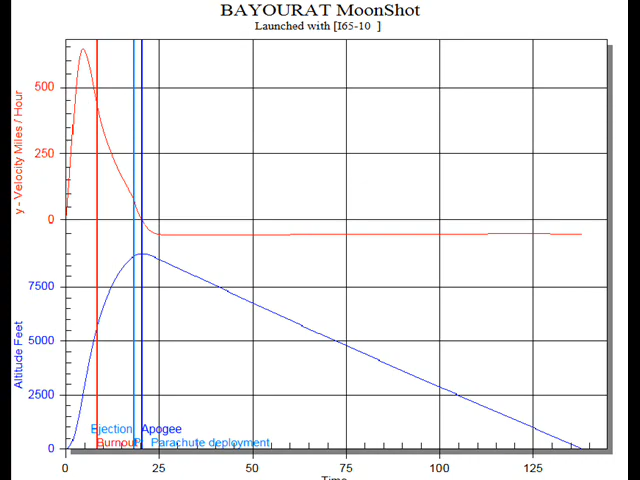 BAYOURAT MoonShot
Launched with [I65-10 ]
y - Velocity Miles / Hour
500
250
0
Altitude Feet
7500
5000
2500
0
Ejection
Apogee
Burnout
Parachute deployment
0
25
50
75
100
125
Time